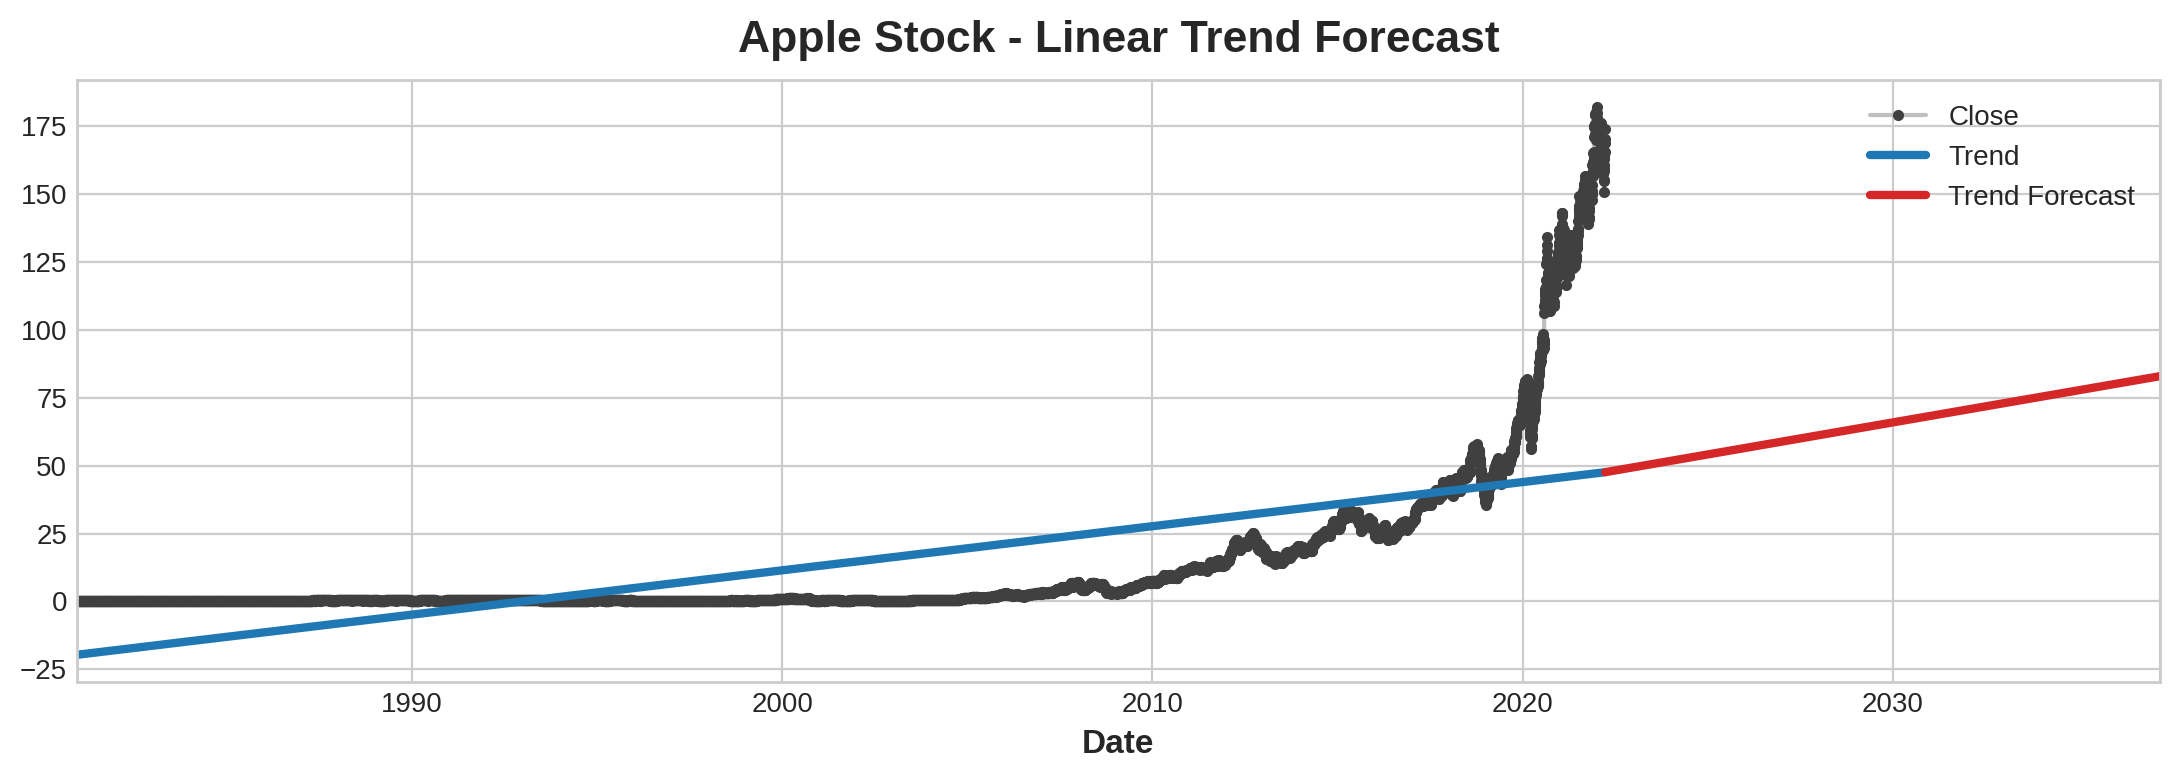 Apple Stock - Linear Trend Forecast
175
150
125
100
75
50
25
0
−25
Close
Trend
Trend Forecast
1990
2000
2010
2020
2030
Date